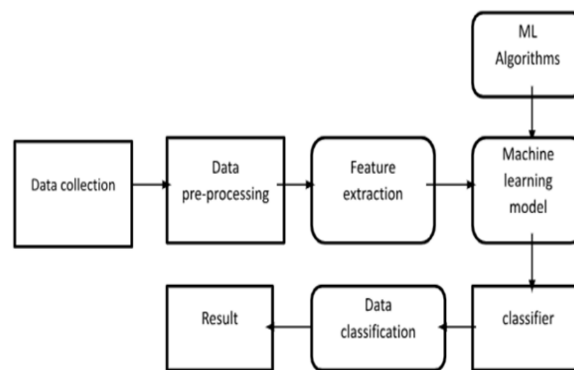 ML
Algorithms
Data collection
Data
pre-processing
Feature
extraction
Machine
learning
model
classifier
Data
classification
Result